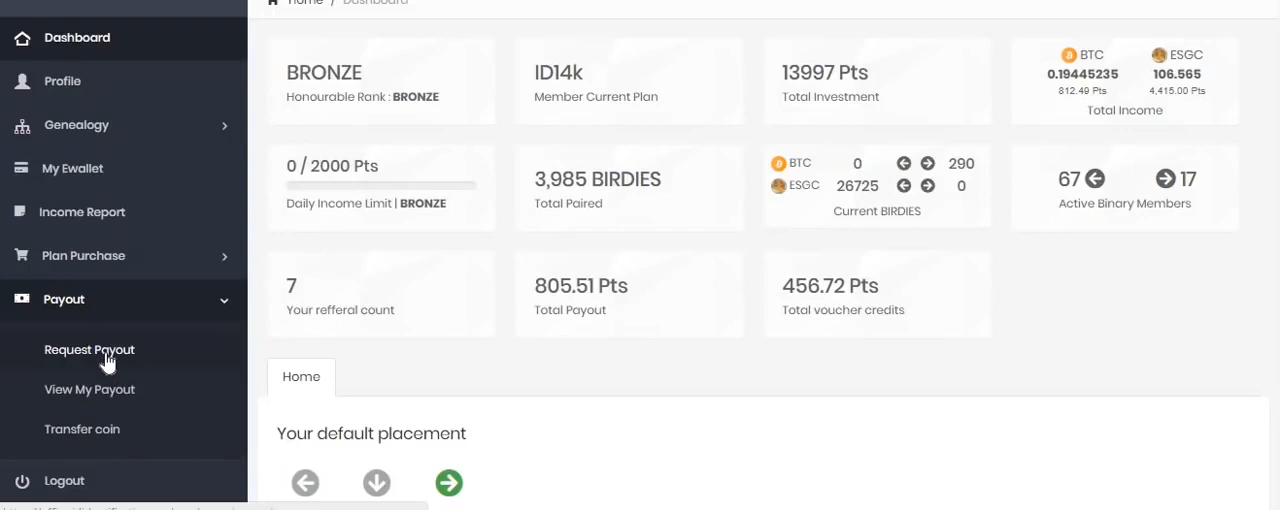 Home / Dashboard
Dashboard
Profile
Genealogy
My Ewallet
Income Report
Plan Purchase
Payout
Request Payout
View My Payout
Transfer coin
Logout
BRONZE
Honourable Rank : BRONZE
ID14k
Member Current Plan
13997 Pts
Total Investment
BTC ESGC
0.19445235 106.565
812.49 Pts 4,415.00 Pts
Total Income
0 / 2000 Pts
Daily Income Limit | BRONZE
3,985 BIRDIES
Total Paired
BTC 0 290
ESGC 26725 0
Current BIRDIES
67 17
Active Binary Members
7
Your refferal count
805.51 Pts
Total Payout
456.72 Pts
Total voucher credits
Home
Your default placement